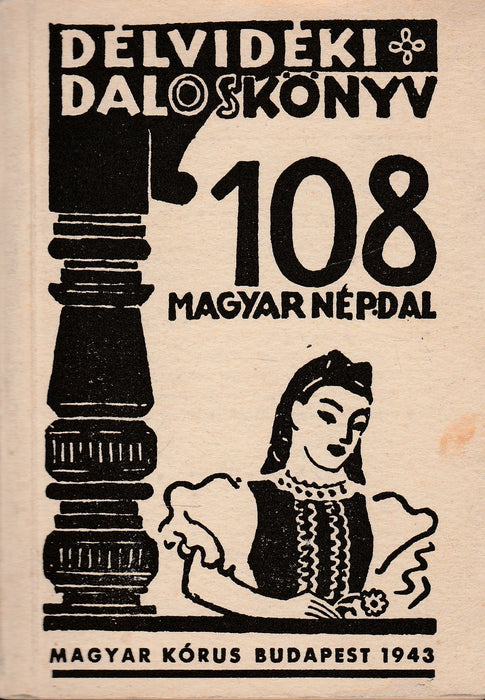 DÉLVIDÉKI
DALOSKÖNYV
108
MAGYAR NÉPDAL
MAGYAR KÓRUS BUDAPEST 1943